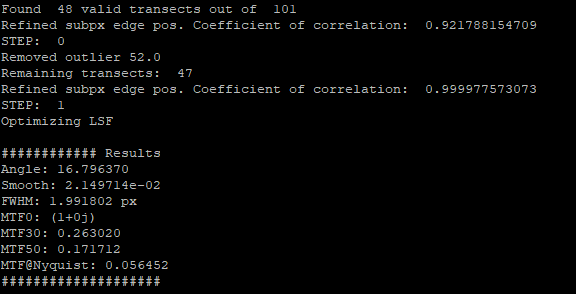 Found  48 valid transects out of  101
Refined subpx edge pos. Coefficient of correlation:  0.921788154709
STEP:  0
Removed outlier 52.0
Remaining transects:  47
Refined subpx edge pos. Coefficient of correlation:  0.999977573073
STEP:  1
Optimizing LSF

############ Results
Angle: 16.796370
Smooth: 2.149714e-02
FWHM: 1.991802 px
MTF0: (1+0j)
MTF30: 0.263020
MTF50: 0.171712
MTF@Nyquist: 0.056452
####################